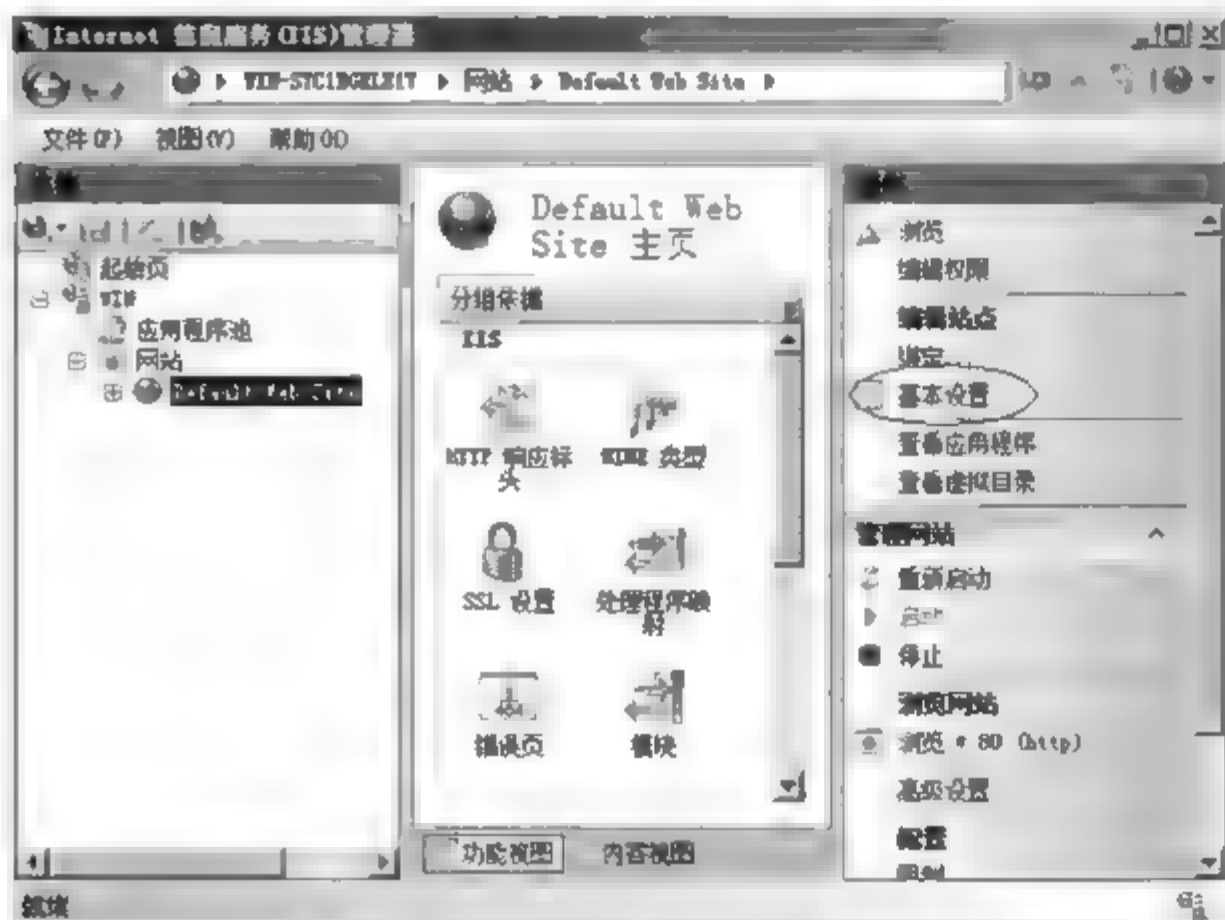 Internet 信息服务(IIS)管理器
网站 Default Web Site
文件(F) 视图(V) 帮助(H)
起始页
WIN
应用程序池
网站
Default Web Site
Default Web
Site 主页
分组依据
IIS
HTTP 响应标
头
MIME 类型
SSL 设置
处理程序映
射
错误页
模块
功能视图
内容视图
浏览
编辑权限
编辑站点
绑定...
基本设置
查看应用程序
查看虚拟目录
管理网站
重新启动
启动
停止
浏览网站
浏览 * 80 (http)
高级设置
配置
就绪